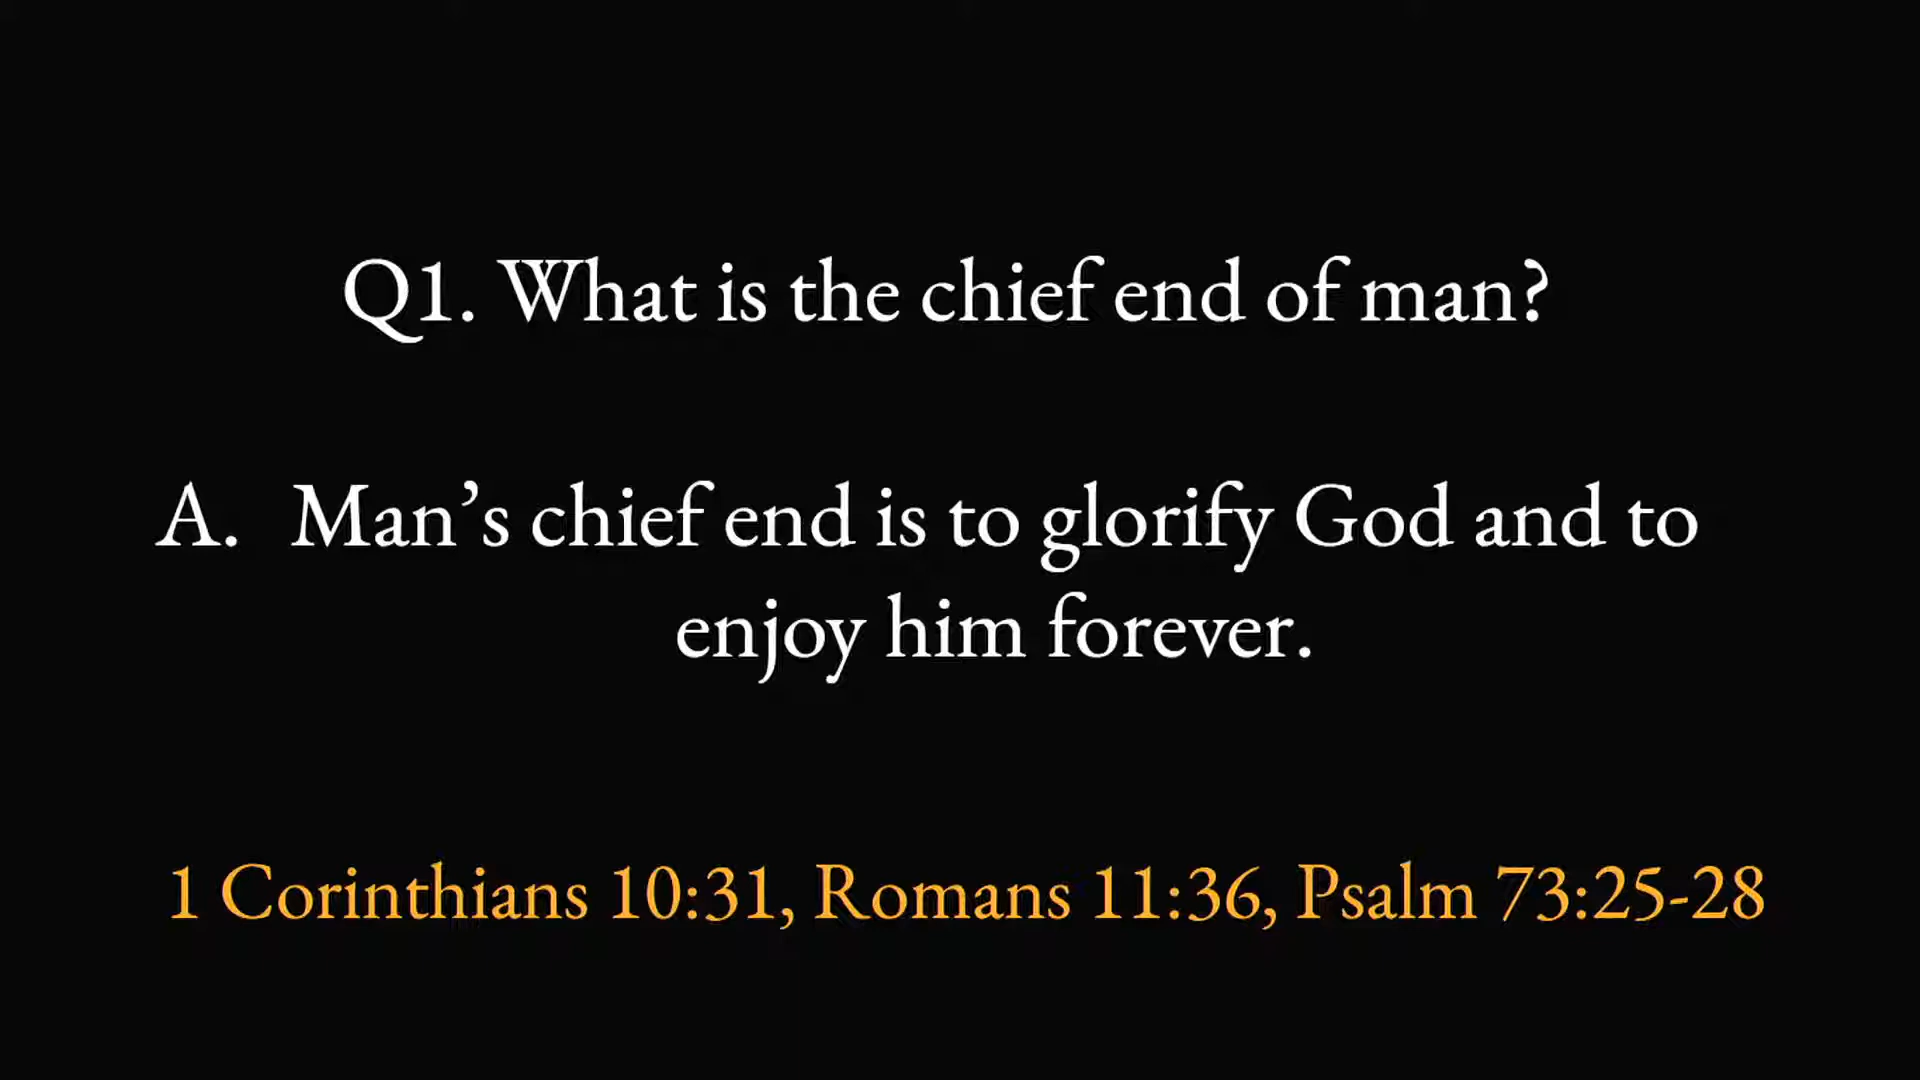 Q1. What is the chief end of man?
A. Man’s chief end is to glorify God and to
enjoy him forever.
1 Corinthians 10:31, Romans 11:36, Psalm 73:25-28